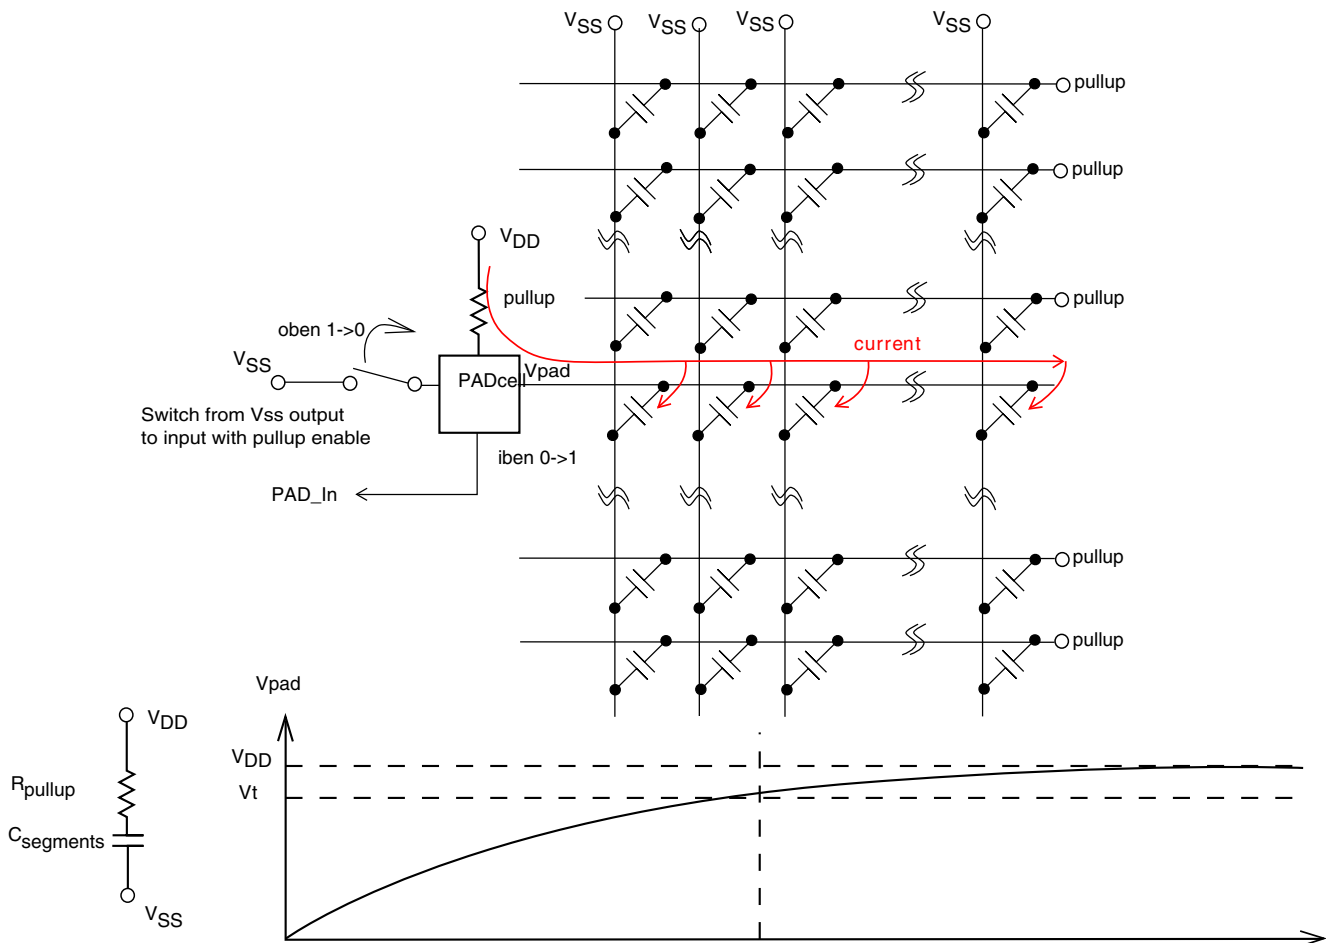 VSS VSS VSS VSS
pullup
pullup
VDD
pullup
pullup
oben 1->0
current
VSS
PADcell
Vpad
Switch from Vss output
to input with pullup enable
iben 0->1
PAD_In
pullup
pullup
Vpad
VDD
VDD
Rpullup
Vt
Csegments
VSS